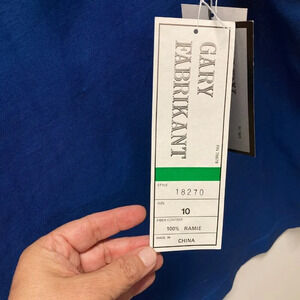 GARY
FABRIKANT
STYLE
18270
SIZE
10
FIBER CONTENT
100% RAMIE
MADE IN
CHINA